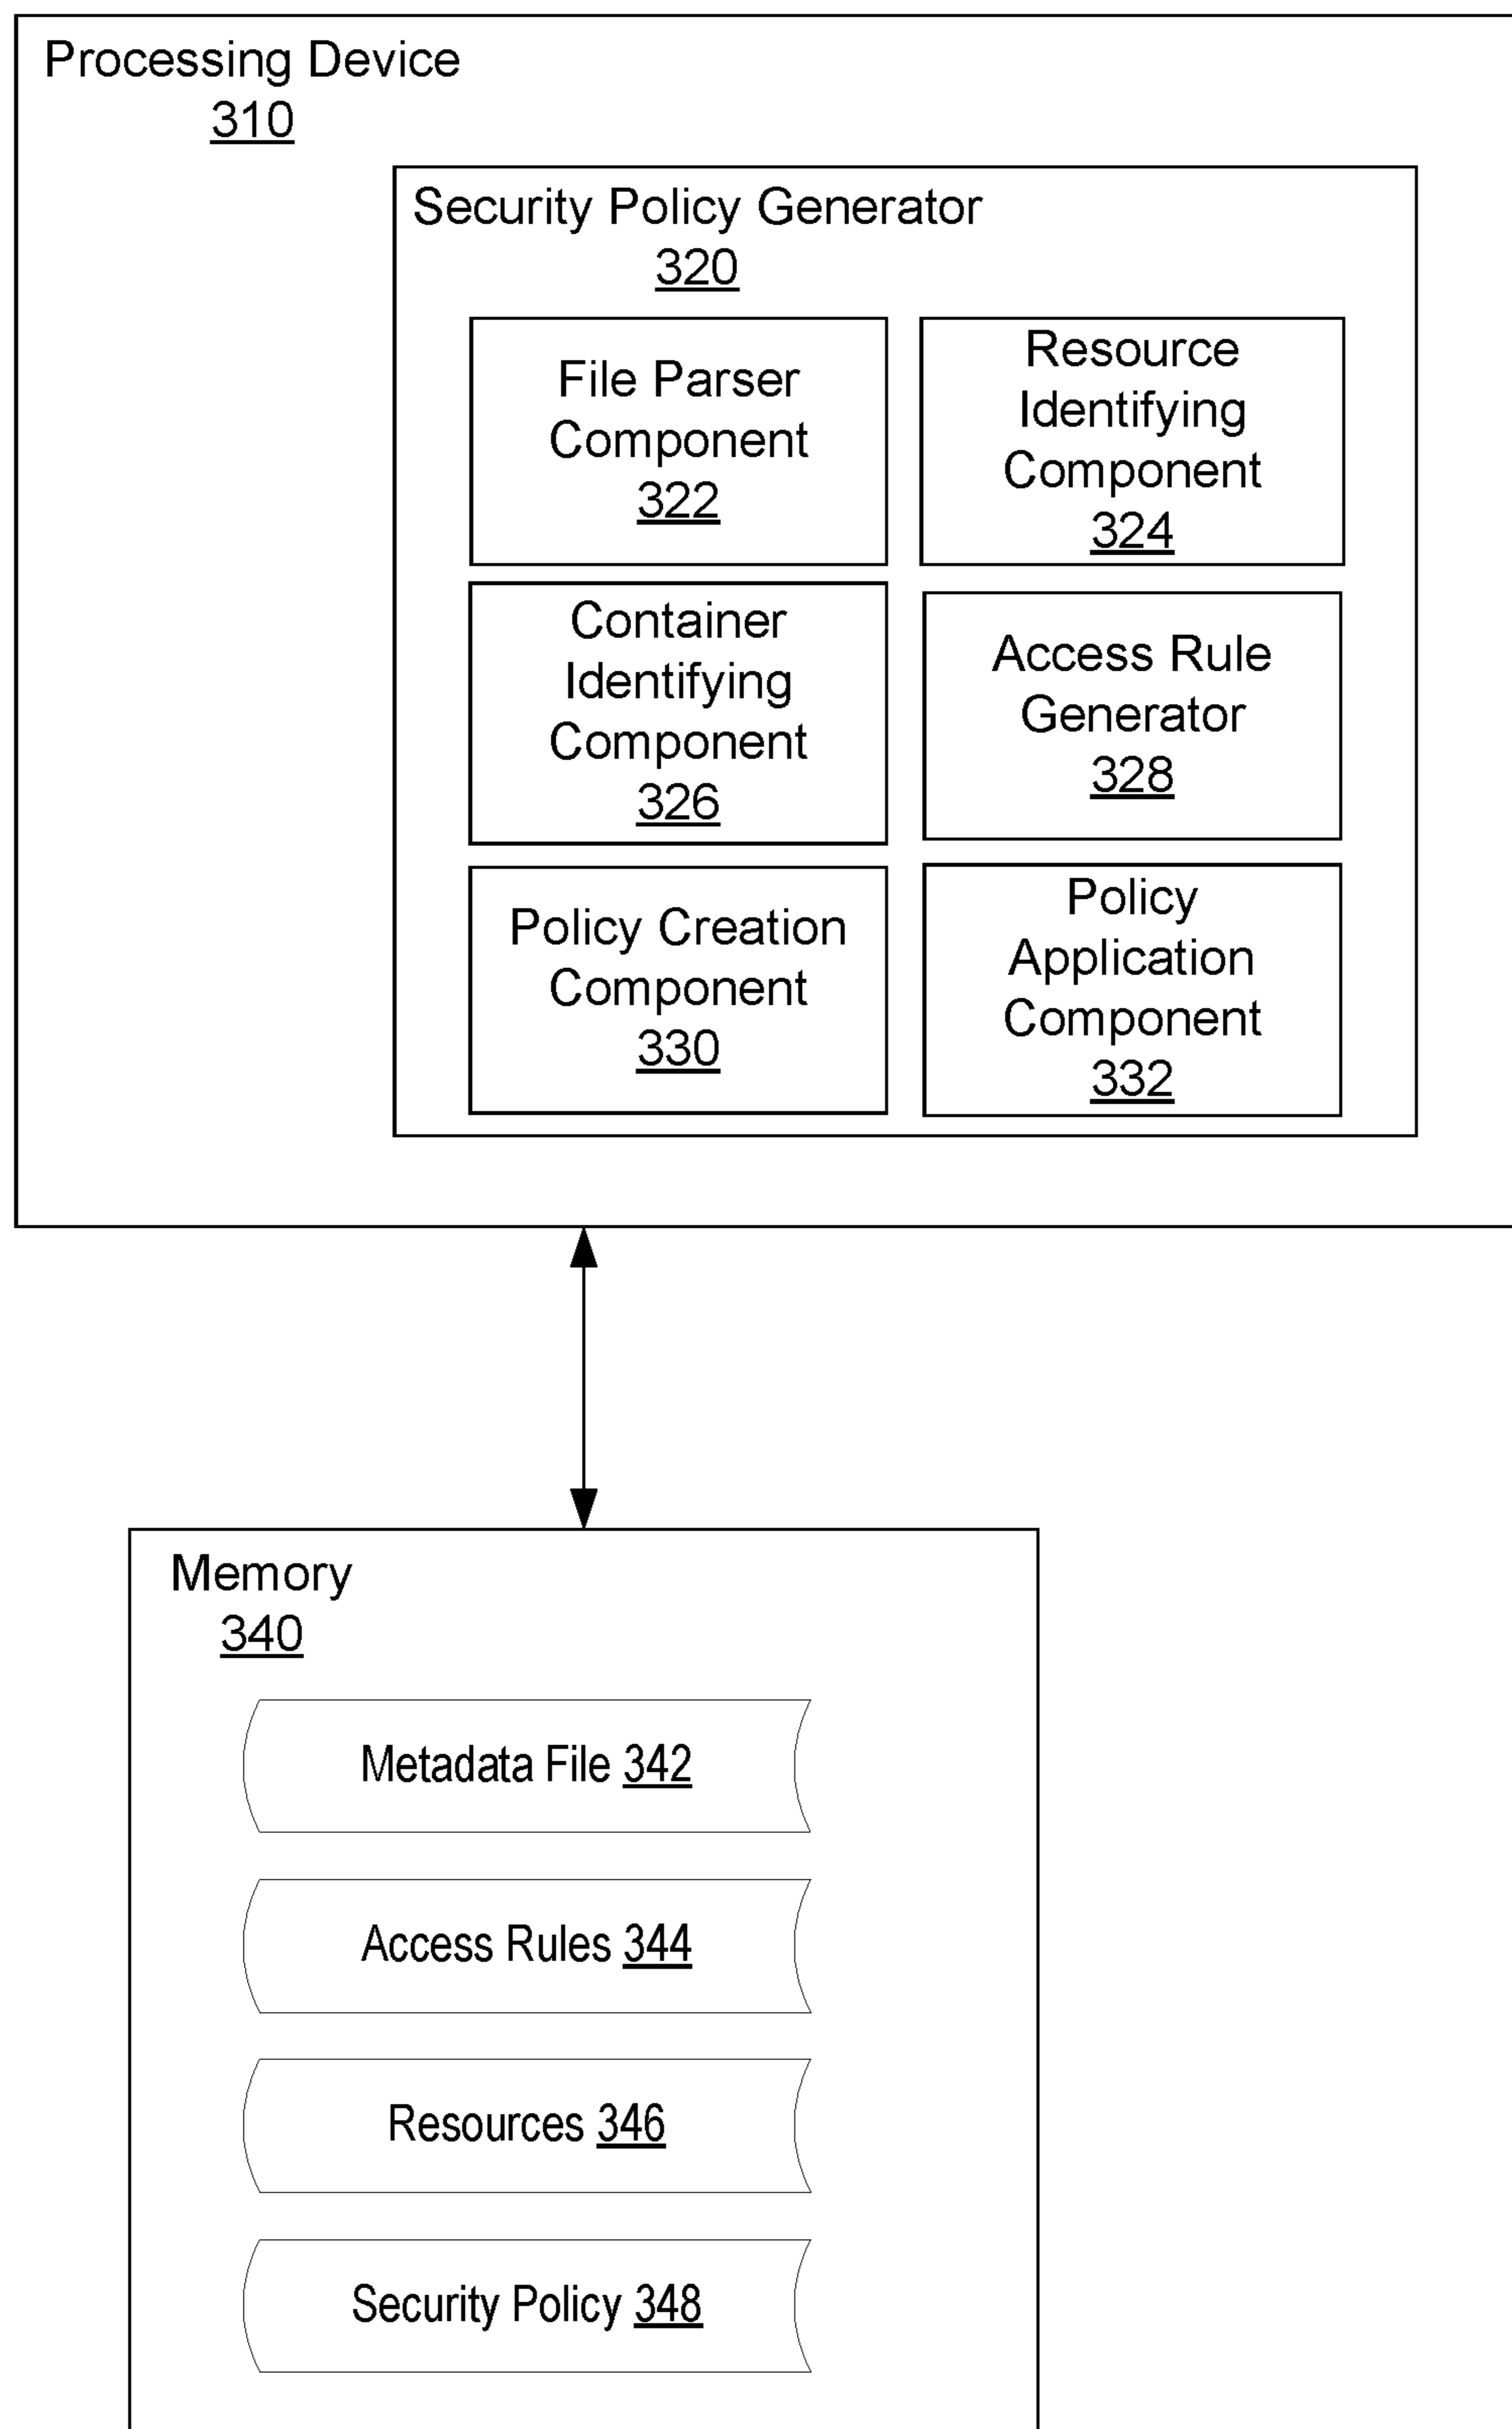 Processing Device
310
Security Policy Generator
320
File Parser
Component
322
Resource
Identifying
Component
324
Container
Identifying
Component
326
Access Rule
Generator
328
Policy Creation
Component
330
Policy
Application
Component
332
Memory
340
Metadata File 342
Access Rules 344
Resources 346
Security Policy 348